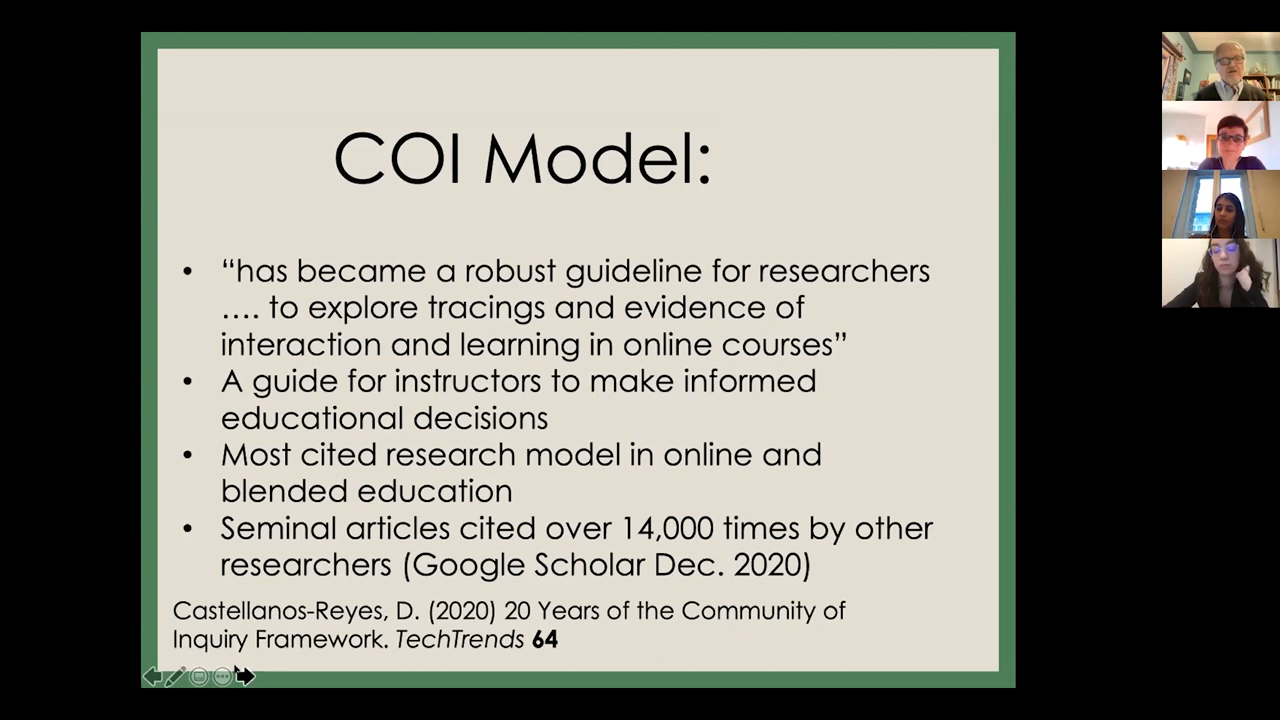 COI Model:
• “has became a robust guideline for researchers
…. to explore tracings and evidence of
interaction and learning in online courses”
• A guide for instructors to make informed
educational decisions
• Most cited research model in online and
blended education
• Seminal articles cited over 14,000 times by other
researchers (Google Scholar Dec. 2020)
Castellanos-Reyes, D. (2020) 20 Years of the Community of
Inquiry Framework. TechTrends 64